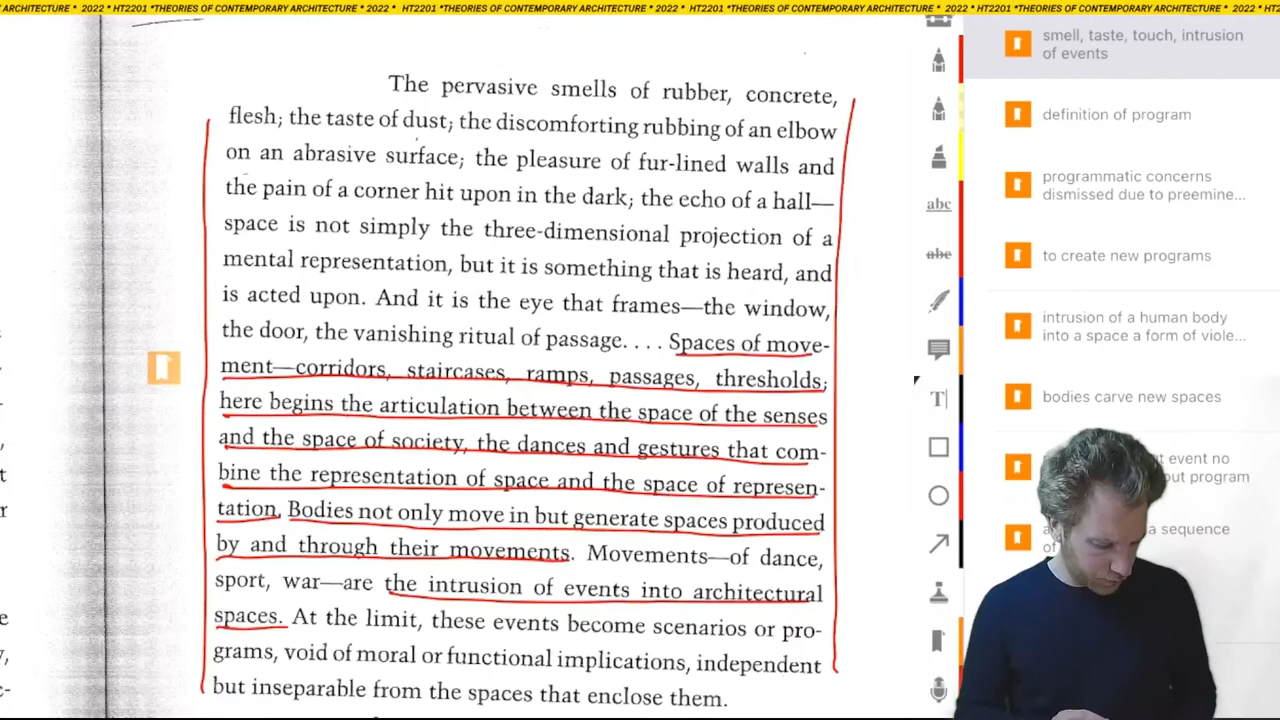 ARCHITECTURE * 2022 * HT2201 *THEORIES OF CONTEMPORARY ARCHITECTURE * 2022 * HT2201 *THEORIES OF CONTEMPORARY ARCHITECTURE * 2022 * HT2201 *THEORIES OF CONTEMPORARY ARCHITECTURE * 2022 * HT2201
The pervasive smells of rubber, concrete,
flesh; the taste of dust; the discomforting rubbing of an elbow
on an abrasive surface; the pleasure of fur-lined walls and
the pain of a corner hit upon in the dark; the echo of a hall—
space is not simply the three-dimensional projection of a
mental representation, but it is something that is heard, and
is acted upon. And it is the eye that frames—the window,
the door, the vanishing ritual of passage. . . . Spaces of move-
ment—corridors, staircases, ramps, passages, thresholds;
here begins the articulation between the space of the senses
and the space of society, the dances and gestures that com-
bine the representation of space and the space of represen-
tation. Bodies not only move in but generate spaces produced
by and through their movements. Movements—of dance,
sport, war—are the intrusion of events into architectural
spaces. At the limit, these events become scenarios or pro-
grams, void of moral or functional implications, independent
but inseparable from the spaces that enclose them.
abc
abc
T
smell, taste, touch, intrusion
of events
definition of program
programmatic concerns
dismissed due to preemine...
to create new programs
intrusion of a human body
into a space a form of viole...
bodies carve new spaces
event no
program
a sequence